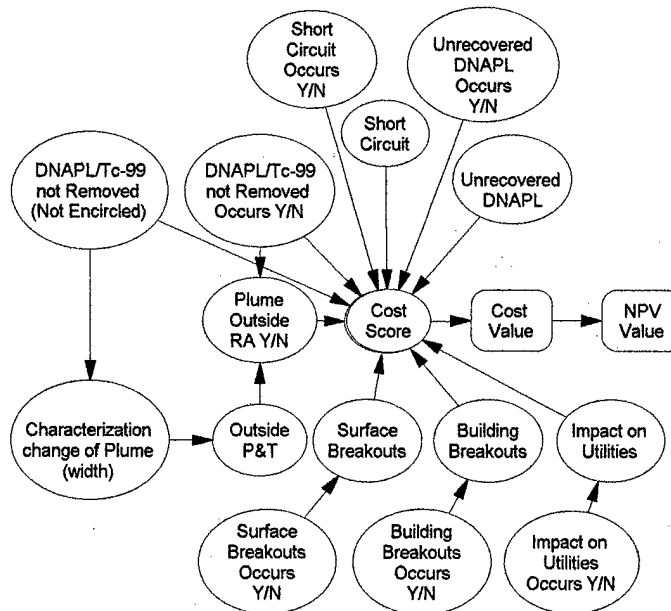 Short
Circuit
Occurs
Y/N
Unrecovered
DNAPL
Occurs
Y/N
Short
Circuit
DNAPL/Tc-99
not Removed
(Not Encircled)
DNAPL/Tc-99
not Removed
Occurs Y/N
Unrecovered
DNAPL
Plume
Outside
RA Y/N
Cost
Score
Cost
Value
NPV
Value
Characterization
change of Plume
(width)
Outside
P&T
Surface
Breakouts
Building
Breakouts
Impact on
Utilities
Surface
Breakouts
Occurs
Y/N
Building
Breakouts
Occurs
Y/N
Impact on
Utilities
Occurs Y/N